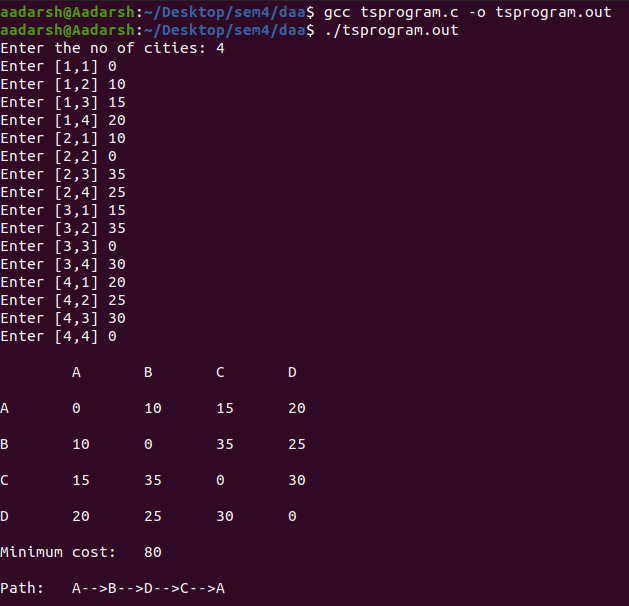 aadarsh@Aadarsh:~/Desktop/sem4/daa$ gcc tsprogram.c -o tsprogram.out
aadarsh@Aadarsh:~/Desktop/sem4/daa$ ./tsprogram.out
Enter the no of cities: 4
Enter [1,1] 0
Enter [1,2] 10
Enter [1,3] 15
Enter [1,4] 20
Enter [2,1] 10
Enter [2,2] 0
Enter [2,3] 35
Enter [2,4] 25
Enter [3,1] 15
Enter [3,2] 35
Enter [3,3] 0
Enter [3,4] 30
Enter [4,1] 20
Enter [4,2] 25
Enter [4,3] 30
Enter [4,4] 0
A B C D
A 0 10 15 20
B 10 0 35 25
C 15 35 0 30
D 20 25 30 0
Minimum cost: 80
Path: A-->B-->D-->C-->A